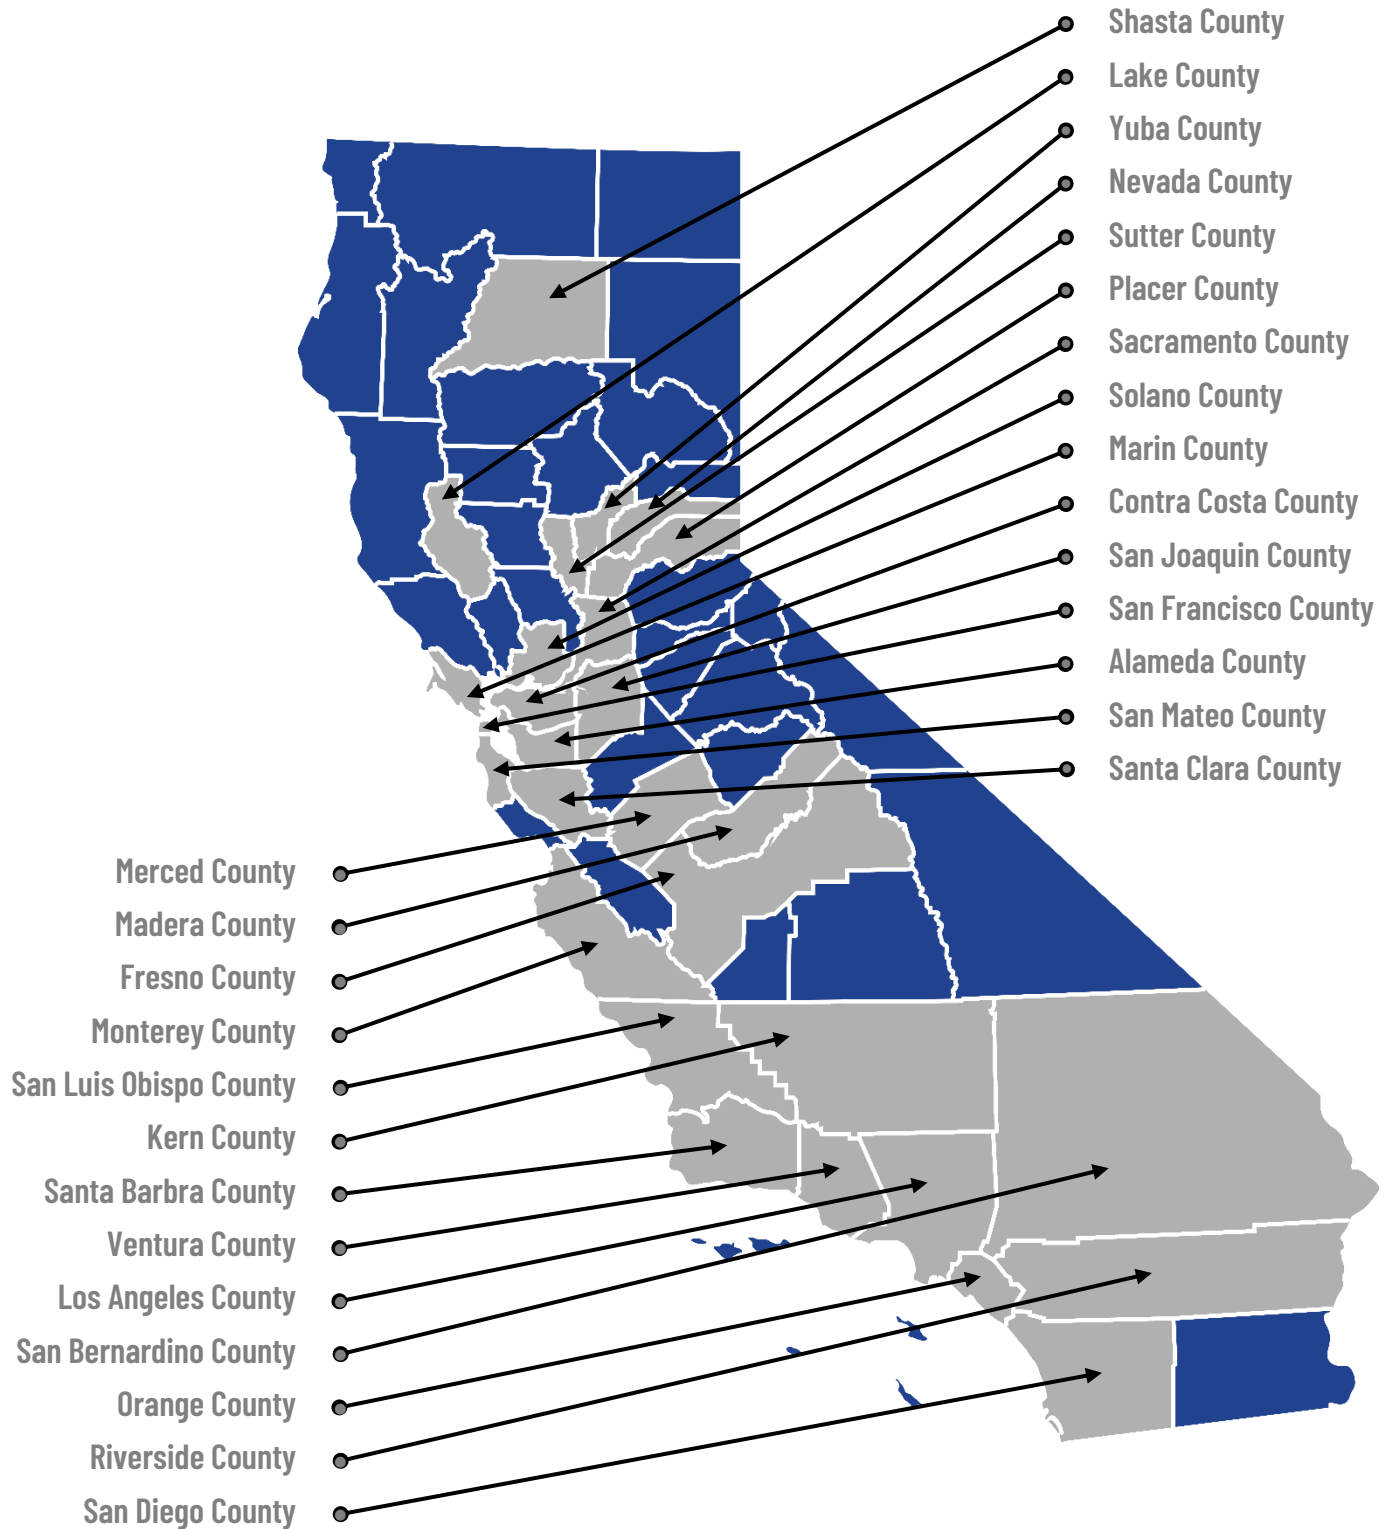 Shasta County
Lake County
Yuba County
Nevada County
Sutter County
Placer County
Sacramento County
Solano County
Marin County
Contra Costa County
San Joaquin County
San Francisco County
Alameda County
San Mateo County
Santa Clara County
Merced County
Madera County
Fresno County
Monterey County
San Luis Obispo County
Kern County
Santa Barbra County
Ventura County
Los Angeles County
San Bernardino County
Orange County
Riverside County
San Diego County